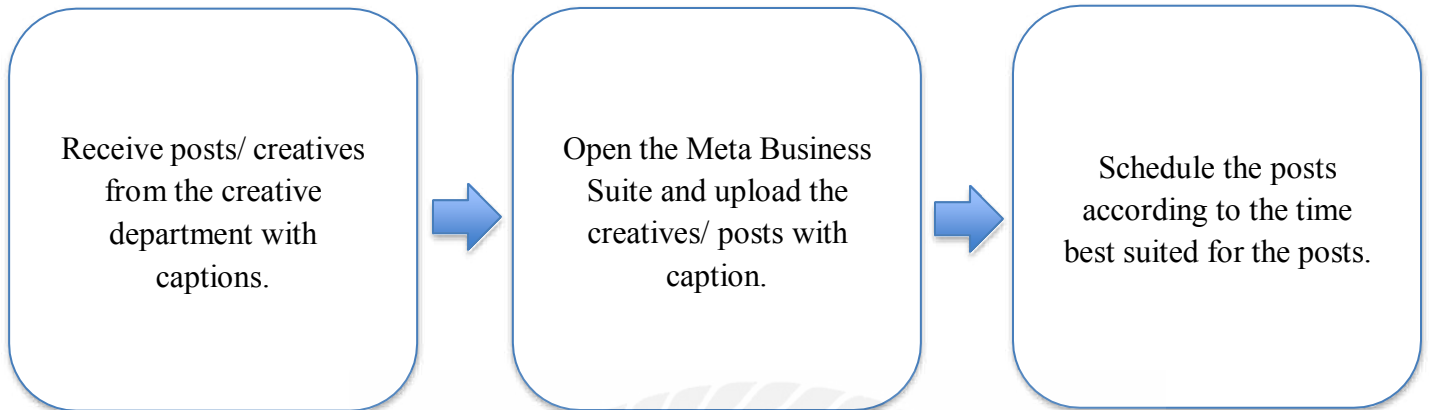 Receive posts/ creatives
from the creative
department with
captions.
Open the Meta Business
Suite and upload the
creatives/ posts with
caption.
Schedule the posts
according to the time
best suited for the posts.